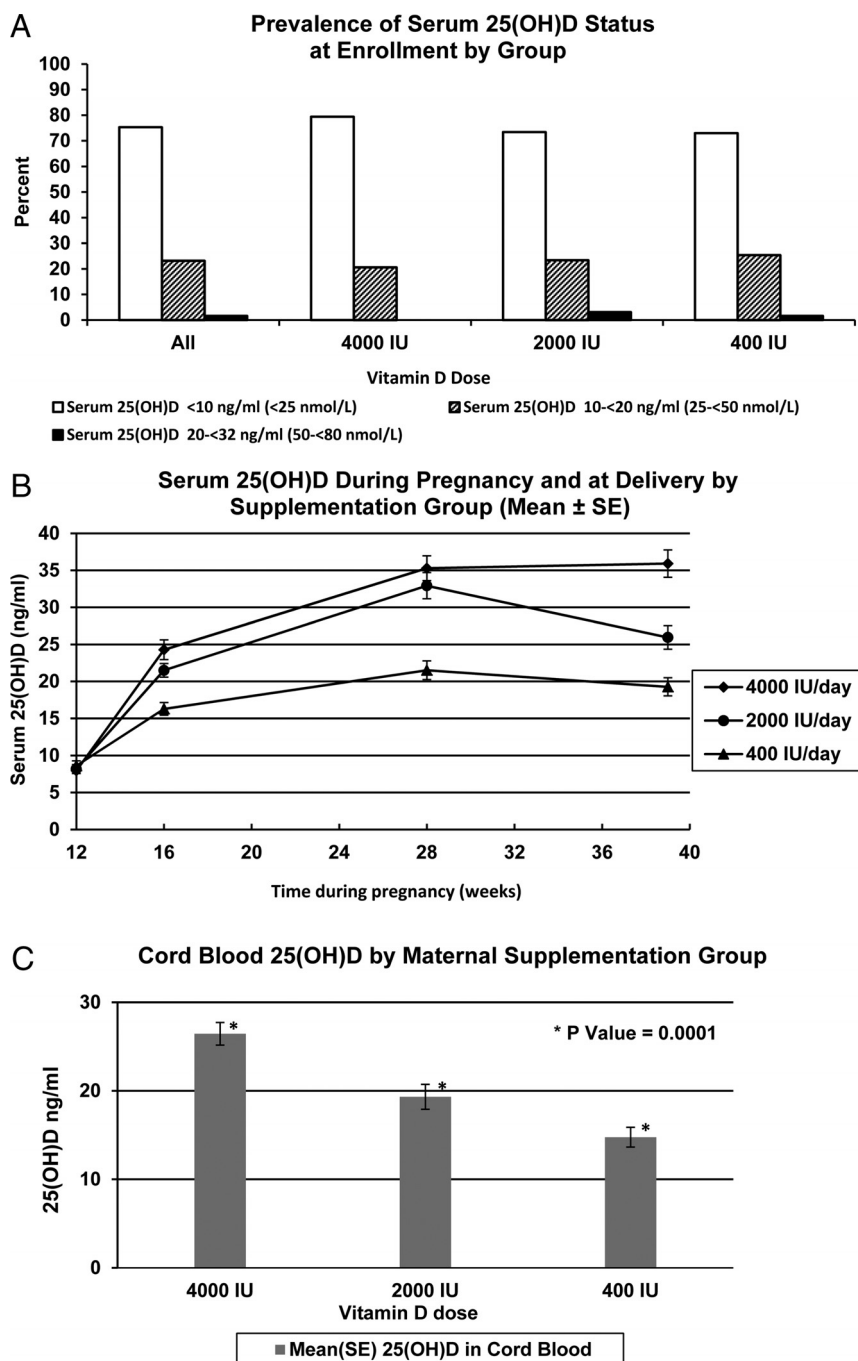 A
Prevalence of Serum 25(OH)D Status
at Enrollment by Group
100
90
80
70
60
50
40
30
20
10
0
Percent
All 4000 IU 2000 IU 400 IU
Vitamin D Dose
Serum 25(OH)D <10 ng/ml (<25 nmol/L) Serum 25(OH)D 10-<20 ng/ml (25-<50 nmol/L)
Serum 25(OH)D 20-<32 ng/ml (50-<80 nmol/L)
B
Serum 25(OH)D During Pregnancy and at Delivery by
Supplementation Group (Mean ± SE)
40
35
30
25
20
15
10
5
0
Serum 25(OH)D (ng/ml)
4000 IU/day
2000 IU/day
400 IU/day
12 16 20 24 28 32 36 40
Time during pregnancy (weeks)
C
Cord Blood 25(OH)D by Maternal Supplementation Group
30
20
10
0
25(OH)D ng/ml
* P Value = 0.0001
* * *
4000 IU 2000 IU 400 IU
Vitamin D dose
Mean(SE) 25(OH)D in Cord Blood